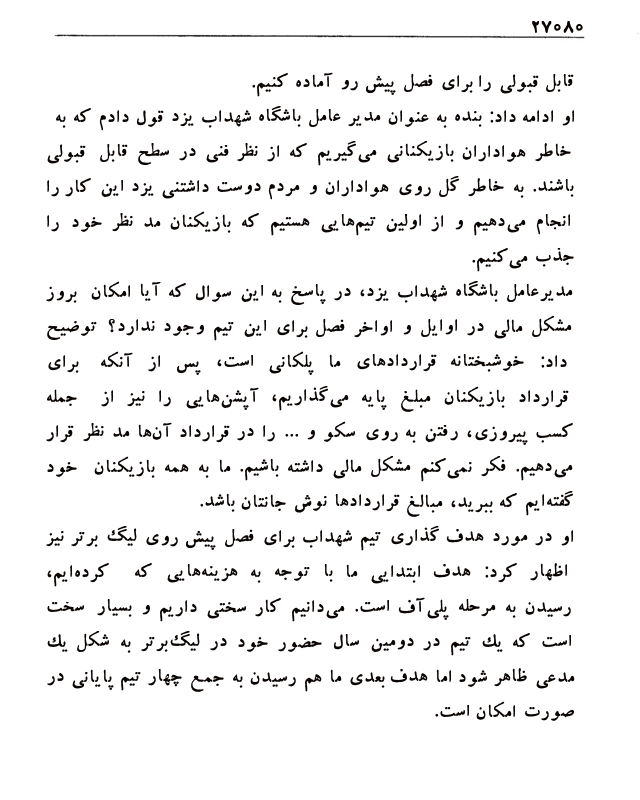 ۲۷۰۸۰
قابل قبولی را برای فصل پیش رو آماده کنیم.
او ادامه داد: بنده به عنوان مدیر عامل باشگاه شهداب یزد قول دادم که به
خاطر هواداران بازیکنانی می‌گیریم که از نظر فنی در سطح قابل قبولی
باشند. به خاطر گل روی هواداران و مردم دوست داشتنی یزد این کار را
انجام می‌دهیم و از اولین تیم‌هایی هستیم که بازیکنان مد نظر خود را
جذب می‌کنیم.
مدیرعامل باشگاه شهداب یزد، در پاسخ به این سوال که آیا امکان بروز
مشکل مالی در اوایل و اواخر فصل برای این تیم وجود ندارد؟ توضیح
داد: خوشبختانه قراردادهای ما پلکانی است، پس از آنکه برای
قرارداد بازیکنان مبلغ پایه می‌گذاریم، آپشن‌هایی را نیز از جمله
کسب پیروزی، رفتن به روی سکو و ... را در قرارداد آن‌ها مد نظر قرار
می‌دهیم. فکر نمی‌کنم مشکل مالی داشته باشیم. ما به همه بازیکنان خود
گفته‌ایم که ببرید، مبالغ قراردادها نوش جانتان باشد.
او در مورد هدف گذاری تیم شهداب برای فصل پیش روی لیگ برتر نیز
اظهار کرد: هدف ابتدایی ما با توجه به هزینه‌هایی که کرده‌ایم،
رسیدن به مرحله پلی‌آف است. می‌دانیم کار سختی داریم و بسیار سخت
است که یك تیم در دومین سال حضور خود در لیگ‌برتر به شکل یك
مدعی ظاهر شود اما هدف بعدی ما هم رسیدن به جمع چهار تیم پایانی در
صورت امکان است.